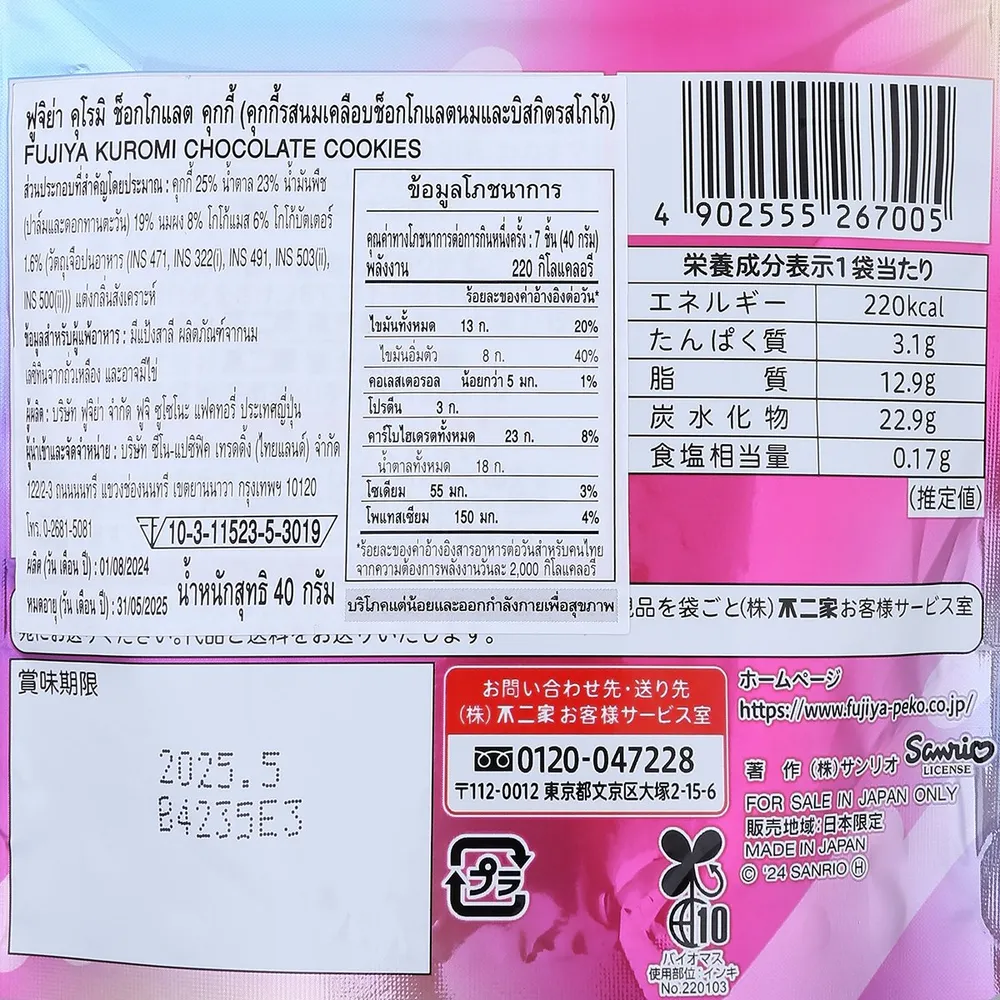 ฟูจิย่า คุโรมิ ช็อกโกแลต คุกกี้ (คุกกี้รสนมเคลือบช็อกโกแลตนมและบิสกิตรสโกโก้)
FUJIYA KUROMI CHOCOLATE COOKIES
ส่วนประกอบที่สำคัญโดยประมาณ : คุกกี้ 25% น้ำตาล 23% น้ำมันพืช
(ปาล์มและดอกทานตะวัน) 19% นมผง 8% โกโก้แมส 6% โกโก้บัตเตอร์
1.6% (วัตถุเจือปนอาหาร (INS 471, INS 322(i), INS 491, INS 503(ii),
INS 500(ii))) แต่งกลิ่นสังเคราะห์
ข้อมูลสำหรับผู้แพ้อาหาร : มีแป้งสาลี ผลิตภัณฑ์จากนม
เลซิทินจากถั่วเหลือง และอาจมีไข่
ผู้ผลิต : บริษัท ฟูจิย่า จำกัด ฟูจิ ซูโซโนะ แฟคทอรี่ ประเทศญี่ปุ่น
ผู้นำเข้าและจัดจำหน่าย : บริษัท ซีโน-แปซิฟิค เทรดดิ้ง (ไทยแลนด์) จำกัด
122/2-3 ถนนนนทรี แขวงช่องนนทรี เขตยานนาวา กรุงเทพฯ 10120
โทร. 0-2681-5081
10-3-11523-5-3019
ผลิต (วัน เดือน ปี) : 01/08/2024
หมดอายุ (วัน เดือน ปี) : 31/05/2025
น้ำหนักสุทธิ 40 กรัม
ข้อมูลโภชนาการ
คุณค่าทางโภชนาการต่อการกินหนึ่งครั้ง : 7 ชิ้น (40 กรัม)
พลังงาน 220 กิโลแคลอรี
ร้อยละของค่าอ้างอิงต่อวัน*
ไขมันทั้งหมด 13 ก. 20%
ไขมันอิ่มตัว 8 ก. 40%
คอเลสเตอรอล น้อยกว่า 5 มก. 1%
โปรตีน 3 ก.
คาร์โบไฮเดรตทั้งหมด 23 ก. 8%
น้ำตาลทั้งหมด 18 ก.
โซเดียม 55 มก. 3%
โพแทสเซียม 150 มก. 4%
*ร้อยละของค่าอ้างอิงสารอาหารต่อวันสำหรับคนไทย
จากความต้องการพลังงานวันละ 2,000 กิโลแคลอรี
บริโภคแต่น้อยและออกกำลังกายเพื่อสุขภาพ
4 902555 267005
栄養成分表示1袋当たり
エネルギー 220kcal
たんぱく質 3.1g
脂質 12.9g
炭水化物 22.9g
食塩相当量 0.17g
(推定値)
品を袋ごと(株)不二家お客様サービス室
賞味期限
2025.5
B4235E3
お問い合わせ先・送り先
(株)不二家お客様サービス室
0120-047228
〒112-0012 東京都文京区大塚2-15-6
プラ
ホームページ
https://www.fujiya-peko.co.jp/
著作(株)サンリオ
Sanrio
LICENSE
FOR SALE IN JAPAN ONLY
販売地域:日本限定
MADE IN JAPAN
© '24 SANRIO Ⓗ
10
バイオマス
使用部位:インキ
No.220103